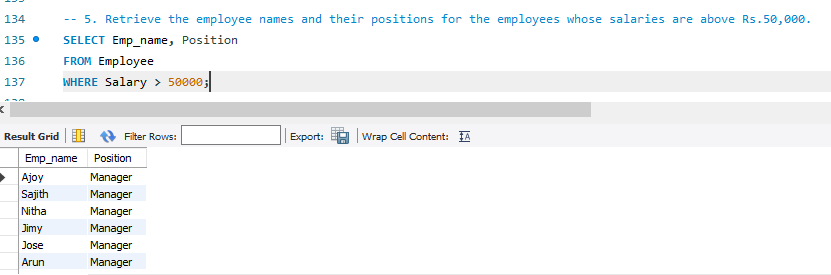 134 -- 5. Retrieve the employee names and their positions for the employees whose salaries are above Rs.50,000.
135 SELECT Emp_name, Position
136 FROM Employee
137 WHERE Salary > 50000;
Result Grid Filter Rows: Export: Wrap Cell Content: IA
Emp_name Position
Ajoy Manager
Sajith Manager
Nitha Manager
Jimy Manager
Jose Manager
Arun Manager